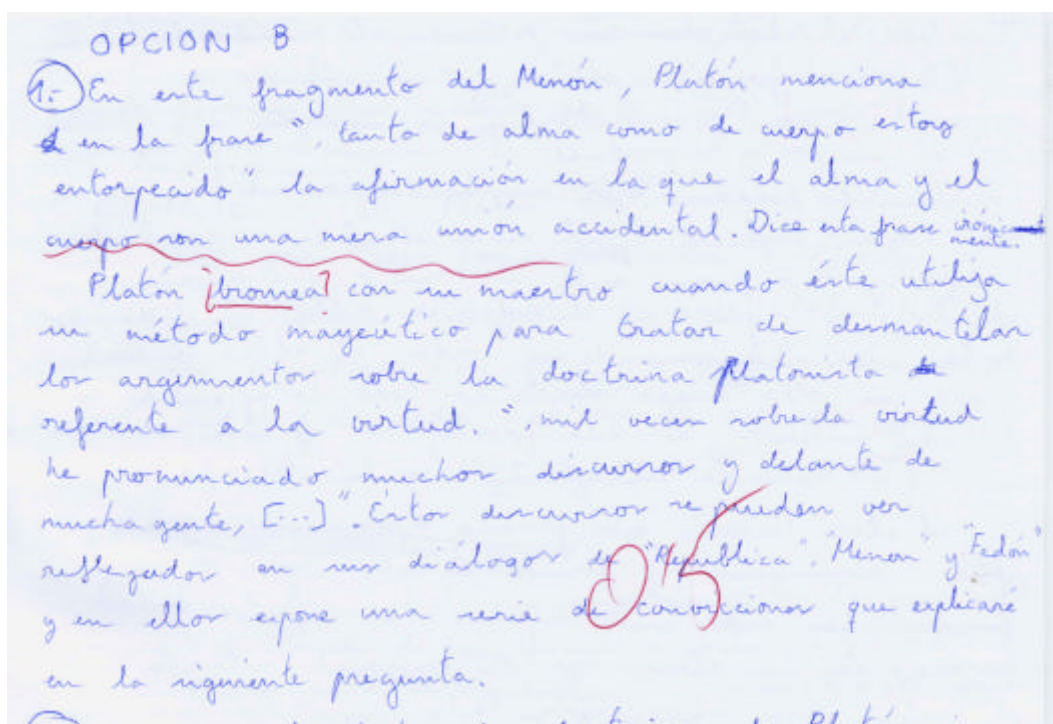 OPCION B
1.- En este fragmento del Menón, Platón menciona
en la frase ", tanto de alma como de cuerpo estoy
entorpecido" la afirmación en la que el alma y el
cuerpo son una mera unión accidental. Dice esta frase irónicamente.
Platón ¡bromea? con su maestro cuando éste utiliza
su método mayeútico para tratar de desmantelar
los argumentos sobre la doctrina Platonista
referente a la virtud. ", mil veces sobre la virtud
he pronunciado muchos discursos y delante de
mucha gente, [...]". Estos discursos se pueden ver
reflejados en sus diálogos de "Republica", "Menon" y "Fedón"
y en ellos expone una serie de convicciones que explicaré
en la siguiente pregunta.
0'5